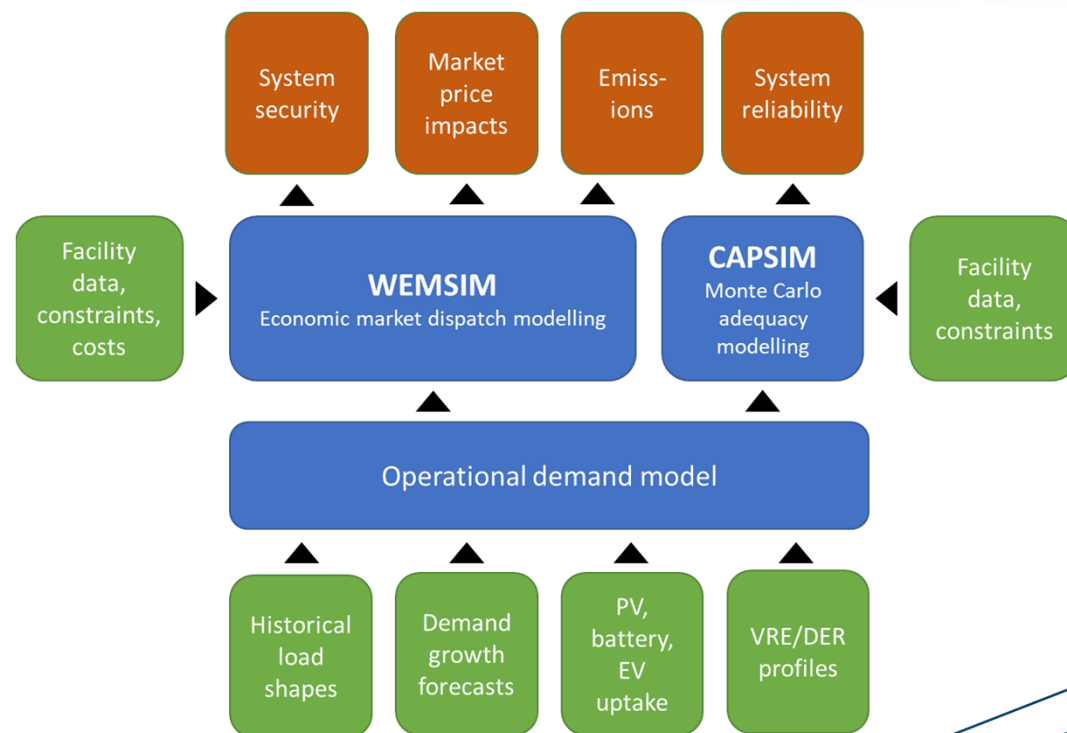 System
security
Market
price
impacts
Emiss-
ions
System
reliability
Facility
data,
constraints,
costs
WEMSIM
Economic market dispatch modelling
CAPSIM
Monte Carlo
adequacy
modelling
Facility
data,
constraints
Operational demand model
Historical
load
shapes
Demand
growth
forecasts
PV,
battery,
EV
uptake
VRE/DER
profiles